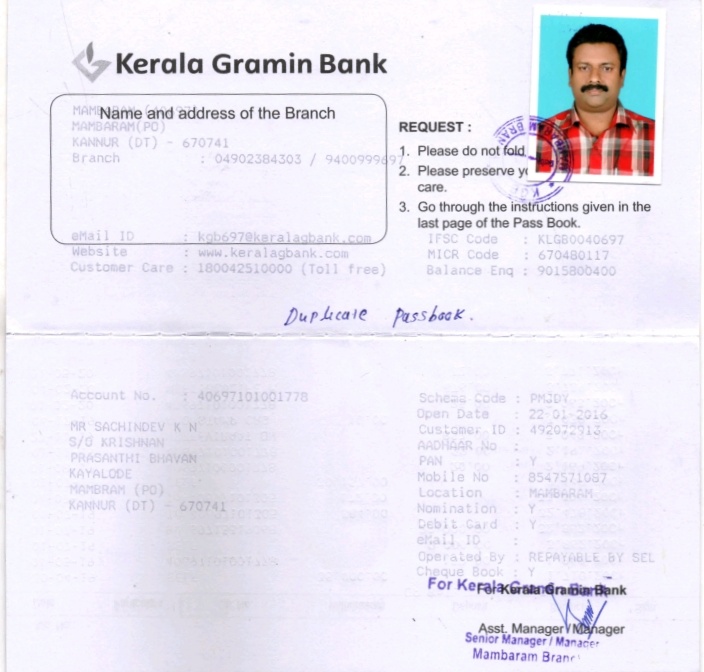 Kerala Gramin Bank
Name and address of the Branch
MAMBARAM(PO)
KANNUR (DT) - 670741
Branch : 04902384303 / 9400999697
eMail ID : kgb697@keralagbank.com
Website : www.keralagbank.com
Customer Care : 180042510000 (Toll free)
REQUEST :
1. Please do not fold
2. Please preserve
care.
3. Go through the instructions given in the
last page of the Pass Book.
IFSC Code : KLGB0040697
MICR Code : 670480117
Balance Enq : 9015800400
Duplicate Passbook.
Account No. : 40697101001778
MR SACHINDEV K N
S/O KRISHNAN
PRASANTHI BHAVAN
KAYALODE
MAMBRAM (PO)
KANNUR (DT) - 670741
Scheme Code : PMJDY
Open Date : 22-01-2016
Customer ID : 492072913
AADHAAR No :
PAN : Y
Mobile No : 8547571087
Location : MAMBARAM
Nomination : Y
Debit Card : Y
eMail ID :
Operated By : REPAYABLE BY SEL
Cheque Book : Y
For Kerala Gramin Bank
For Kerala Gramin Bank
Asst. Manager / Manager
Senior Manager / Manager
Mambaram Branc